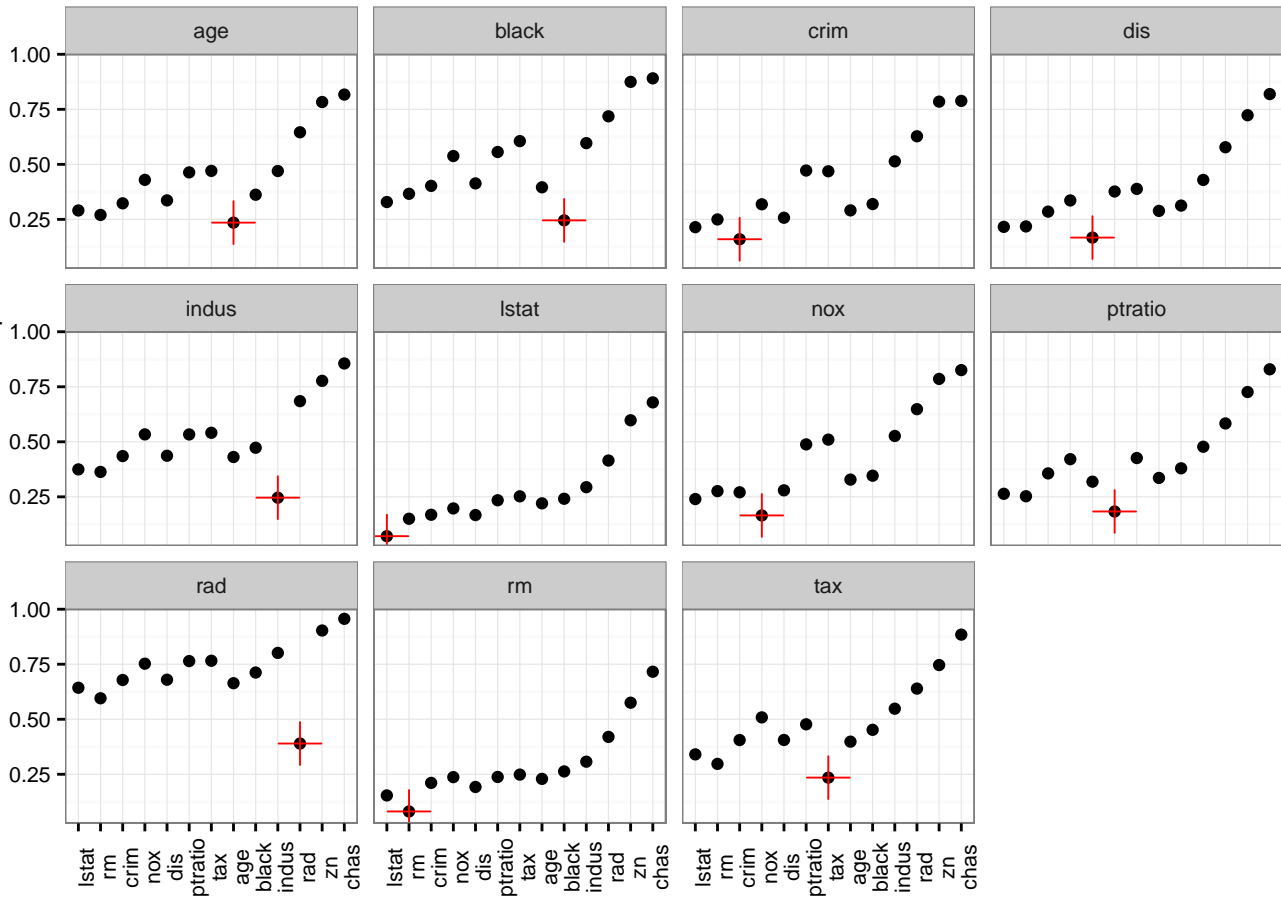 age black crim dis
1.00
0.75
0.50
0.25
indus lstat nox ptratio
1.00
0.75
0.50
0.25
rad rm tax
1.00
0.75
0.50
0.25
lstat rm crim nox dis ptratio tax age black indus rad zn chas
lstat rm crim nox dis ptratio tax age black indus rad zn chas
lstat rm crim nox dis ptratio tax age black indus rad zn chas